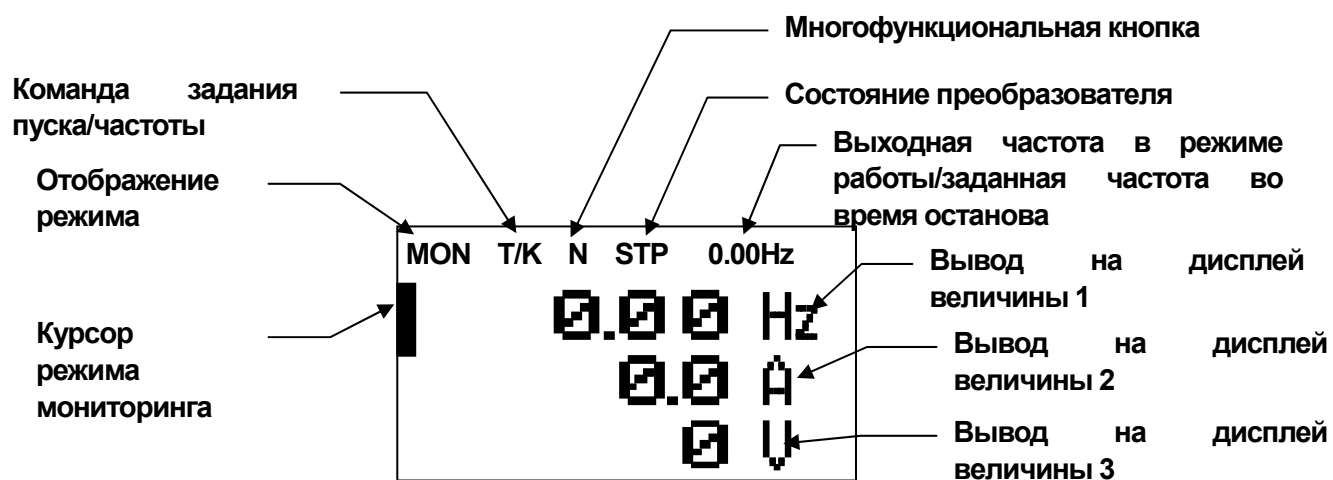 Многофункциональная кнопка
Команда задания
пуска/частоты
Состояние преобразователя
Выходная частота в режиме
работы/заданная частота во
время останова
Отображение
режима
MON T/K N STP 0.00Hz
Вывод на дисплей
величины 1
0.00 Hz
Курсор
режима
мониторинга
Вывод на дисплей
величины 2
0.0 A
Вывод на дисплей
величины 3
0 V